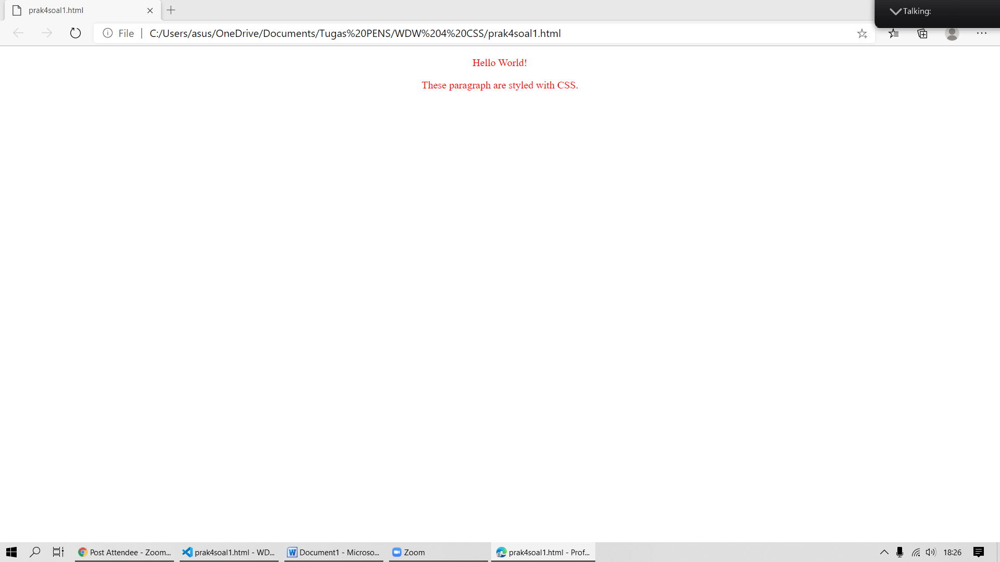 prak4soal1.html
Talking:
File | C:/Users/asus/OneDrive/Documents/Tugas%20PENS/WDW%204%20CSS/prak4soal1.html
Hello World!
These paragraph are styled with CSS.
Post Attendee - Zoom... prak4soal1.html - WD... Document1 - Microso... Zoom prak4soal1.html - Prof... 18:26